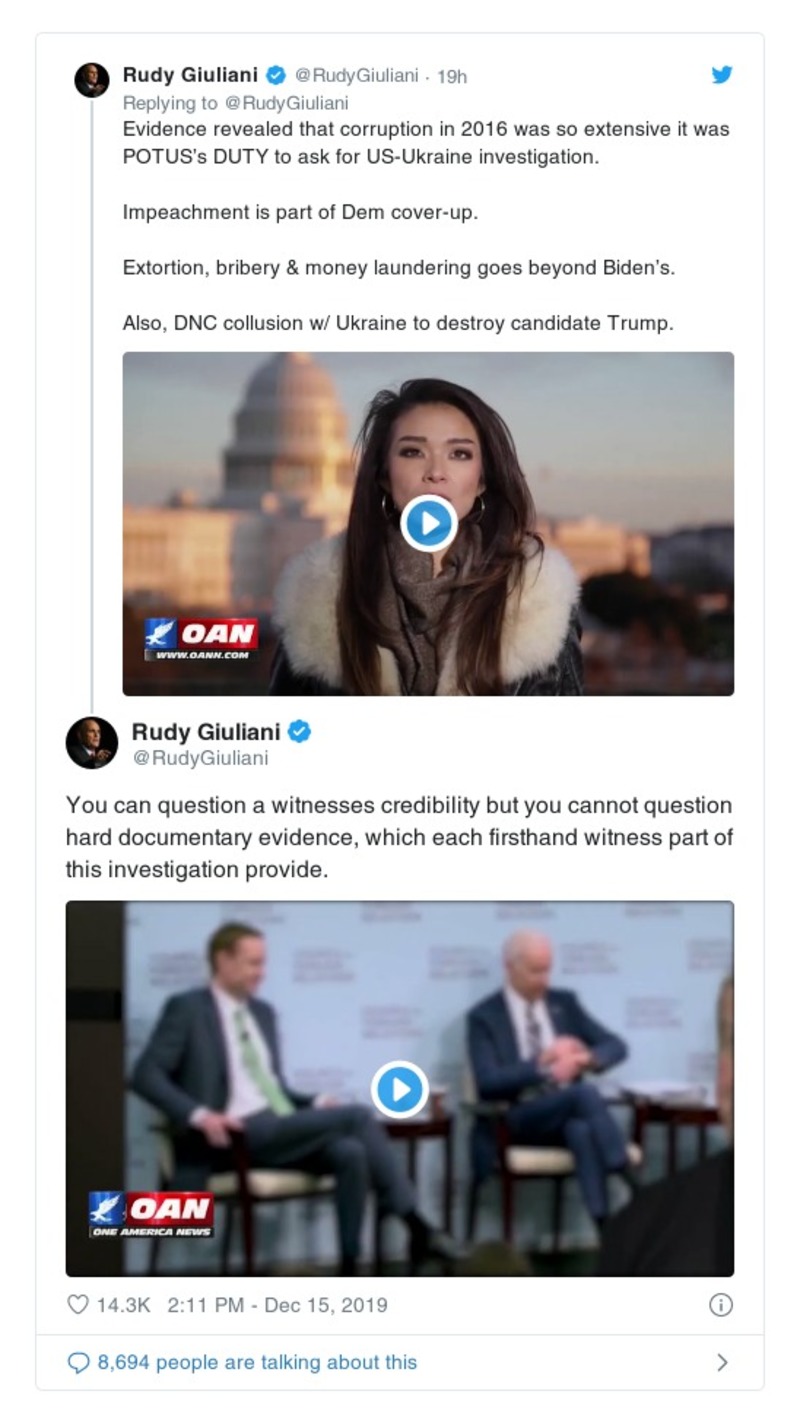 Rudy Giuliani @RudyGiuliani · 19h
Replying to @RudyGiuliani
Evidence revealed that corruption in 2016 was so extensive it was
POTUS's DUTY to ask for US-Ukraine investigation.
Impeachment is part of Dem cover-up.
Extortion, bribery & money laundering goes beyond Biden's.
Also, DNC collusion w/ Ukraine to destroy candidate Trump.
OAN
WWW.OANN.COM
Rudy Giuliani
@RudyGiuliani
You can question a witnesses credibility but you cannot question
hard documentary evidence, which each firsthand witness part of
this investigation provide.
OAN
ONE AMERICA NEWS
14.3K 2:11 PM - Dec 15, 2019
8,694 people are talking about this